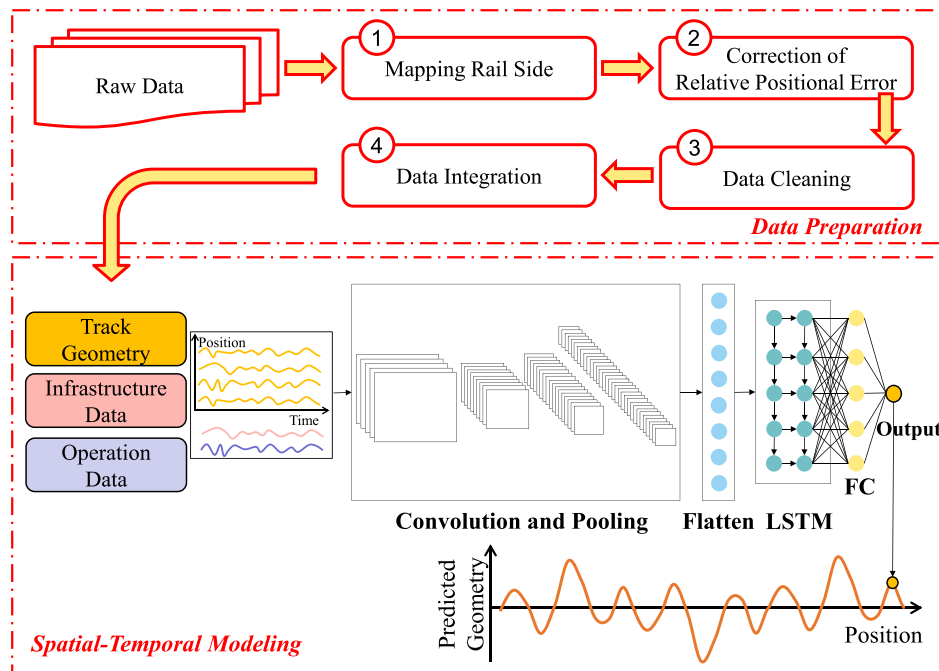 Raw Data
1
Mapping Rail Side
2
Correction of
Relative Positional Error
4
Data Integration
3
Data Cleaning
Data Preparation
Track
Geometry
Infrastructure
Data
Operation
Data
Position
Time
Output
FC
Convolution and Pooling
Flatten
LSTM
Predicted
Geometry
Position
Spatial-Temporal Modeling